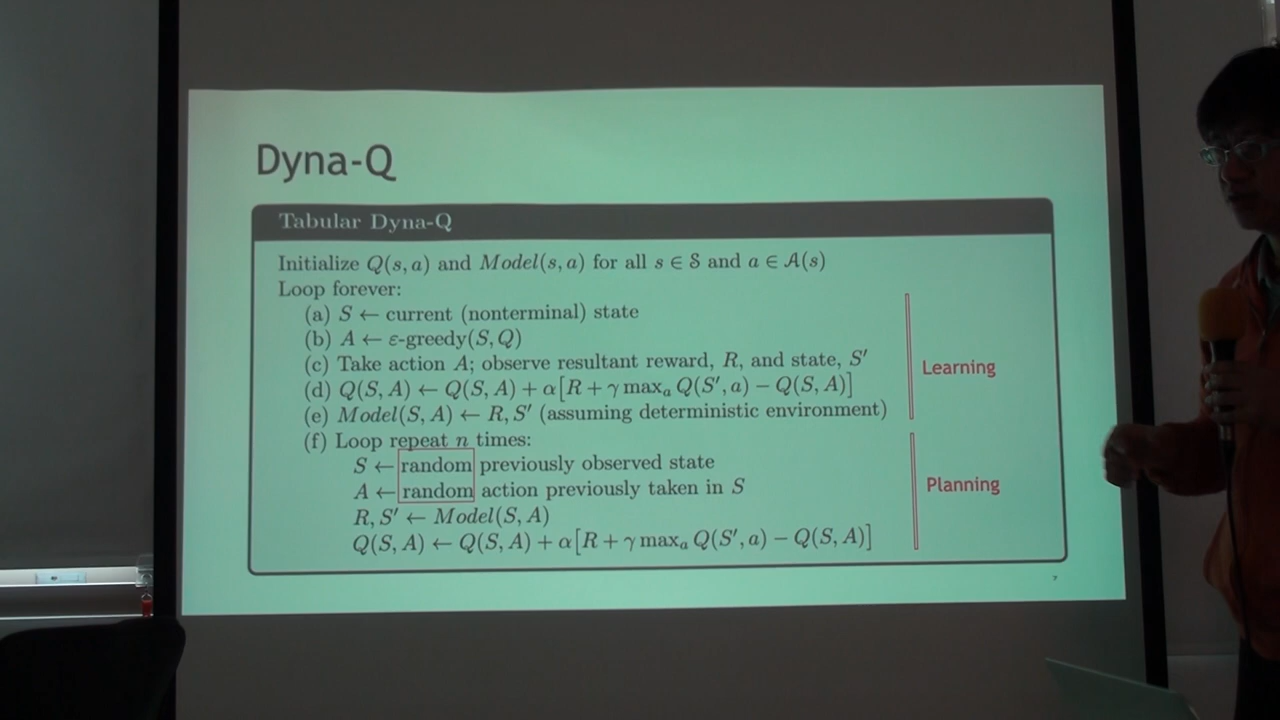 Dyna-Q
Tabular Dyna-Q
Initialize Q(s, a) and Model(s, a) for all s ∈ 𝒮 and a ∈ 𝒜(s)
Loop forever:
(a) S ← current (nonterminal) state
(b) A ← ε-greedy(S, Q)
(c) Take action A; observe resultant reward, R, and state, S′
(d) Q(S, A) ← Q(S, A) + α[R + γ maxₐ Q(S′, a) − Q(S, A)]
(e) Model(S, A) ← R, S′ (assuming deterministic environment)
Learning
(f) Loop repeat n times:
S ← random previously observed state
A ← random action previously taken in S
R, S′ ← Model(S, A)
Q(S, A) ← Q(S, A) + α[R + γ maxₐ Q(S′, a) − Q(S, A)]
Planning
7